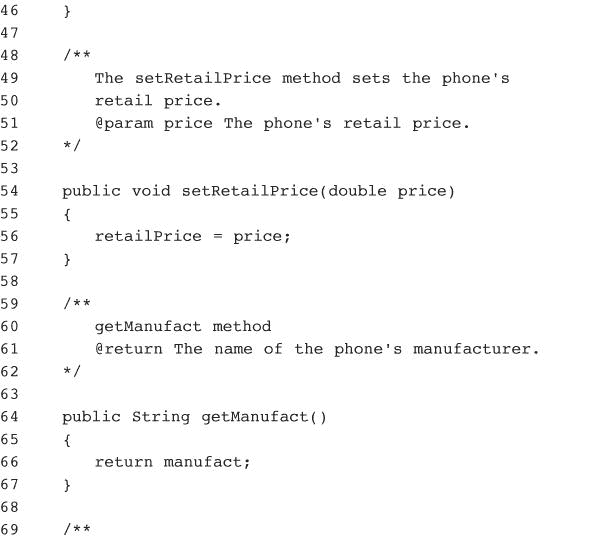 46 }
47
48 /**
49 The setRetailPrice method sets the phone's
50 retail price.
51 @param price The phone's retail price.
52 */
53
54 public void setRetailPrice(double price)
55 {
56 retailPrice = price;
57 }
58
59 /**
60 getManufact method
61 @return The name of the phone's manufacturer.
62 */
63
64 public String getManufact()
65 {
66 return manufact;
67 }
68
69 /**